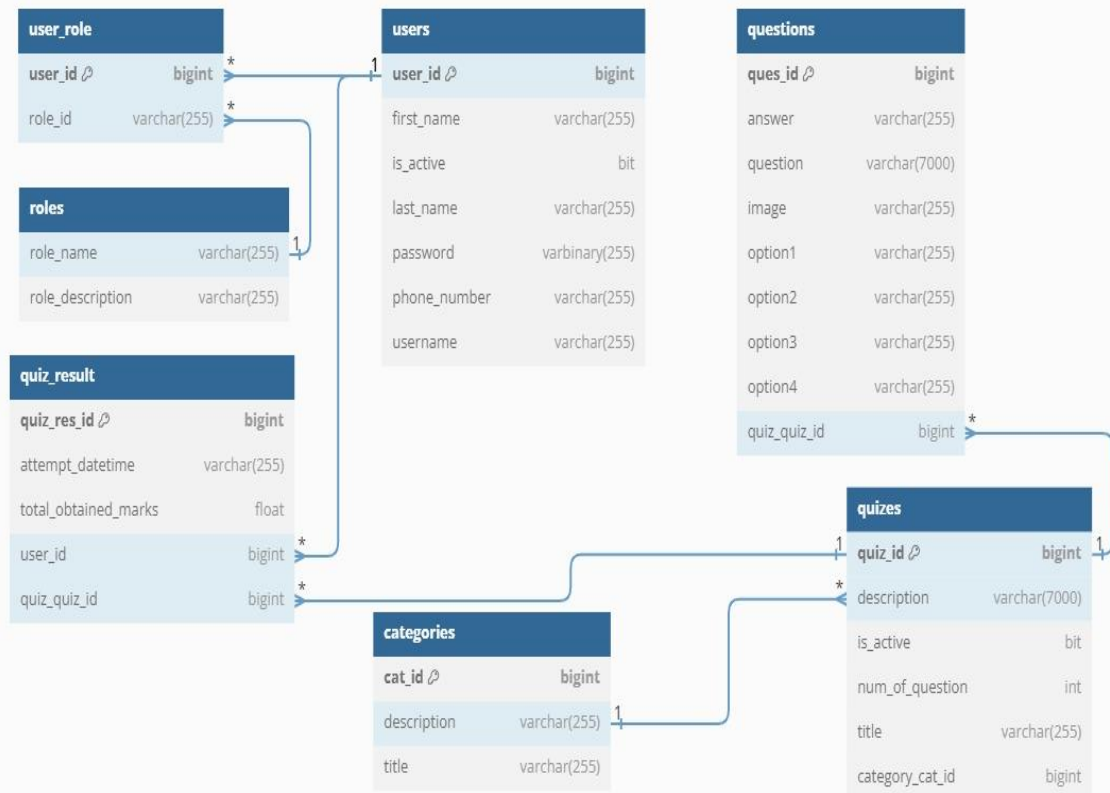 user_role
user_id bigint
role_id varchar(255)
* 
*
roles
role_name varchar(255)
role_description varchar(255)
1
users
user_id bigint
first_name varchar(255)
is_active bit
last_name varchar(255)
password varbinary(255)
phone_number varchar(255)
username varchar(255)
1
questions
ques_id bigint
answer varchar(255)
question varchar(7000)
image varchar(255)
option1 varchar(255)
option2 varchar(255)
option3 varchar(255)
option4 varchar(255)
quiz_quiz_id bigint
*
quiz_result
quiz_res_id bigint
attempt_datetime varchar(255)
total_obtained_marks float
user_id bigint
quiz_quiz_id bigint
*
*
categories
cat_id bigint
description varchar(255)
title varchar(255)
1
quizes
1
quiz_id bigint
1
*
description varchar(7000)
is_active bit
num_of_question int
title varchar(255)
category_cat_id bigint